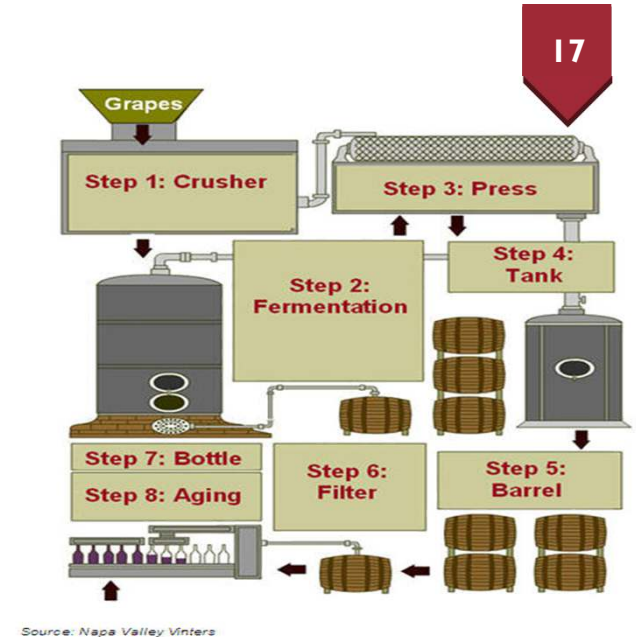 17
Grapes
Step 1: Crusher
Step 3: Press
Step 2:
Fermentation
Step 4:
Tank
Step 7: Bottle
Step 8: Aging
Step 6:
Filter
Step 5:
Barrel
Source: Napa Valley Vinters